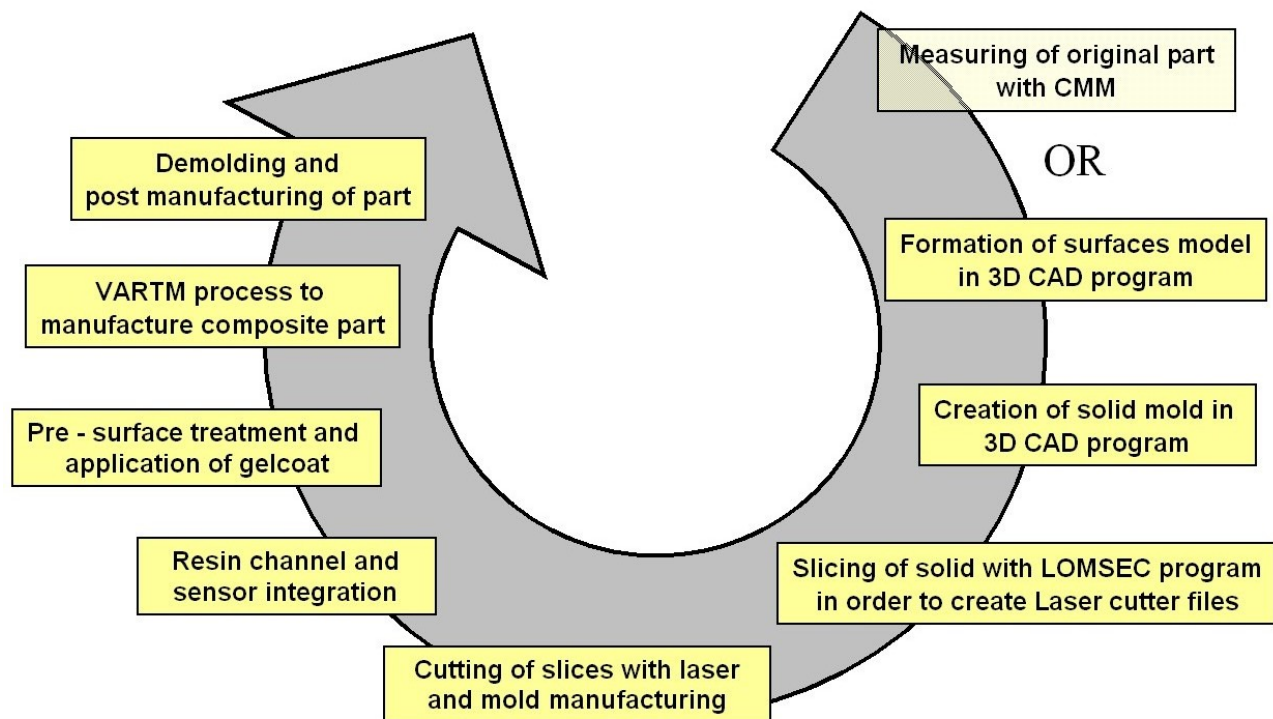 Measuring of original part
with CMM
OR
Formation of surfaces model
in 3D CAD program
Creation of solid mold in
3D CAD program
Slicing of solid with LOMSEC program
in order to create Laser cutter files
Cutting of slices with laser
and mold manufacturing
Resin channel and
sensor integration
Pre - surface treatment and
application of gelcoat
VARTM process to
manufacture composite part
Demolding and
post manufacturing of part